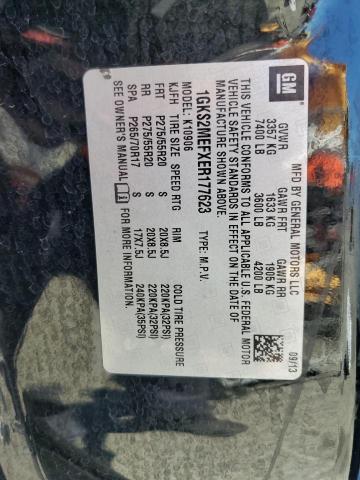 GM
MFD BY GENERAL MOTORS LLC 09/13
GVWR GAWR FRT GAWR RR
3357 KG 1633 KG 1905 KG
7400 LB 3600 LB 4200 LB
THIS VEHICLE CONFORMS TO ALL APPLICABLE U.S. FEDERAL MOTOR
VEHICLE SAFETY STANDARDS IN EFFECT ON THE DATE OF
MANUFACTURE SHOWN ABOVE.
1GKS2MEFXER177623 TYPE: M.P.V.
MODEL: K10906
KJFH TIRE SIZE SPEED RTG RIM COLD TIRE PRESSURE
FRT P275/55R20 S 20X8.5J 220KPA(32PSI)
RR P275/55R20 S 20X8.5J 220KPA(32PSI)
SPA P265/70R17 S 17X7.5J 240KPA(35PSI)
SEE OWNER'S MANUAL